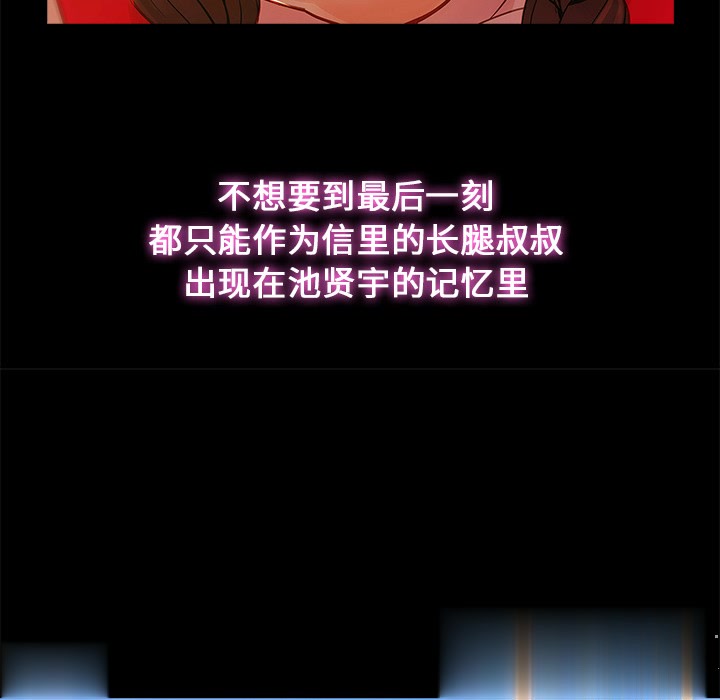 不想要到最后一刻
都只能作为信里的长腿叔叔
出现在池贤宇的记忆里